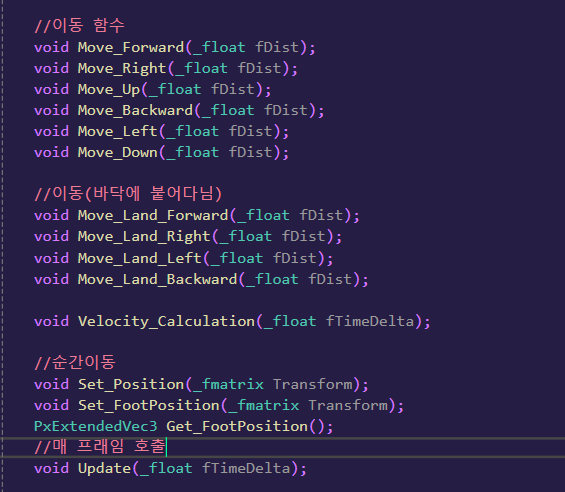 //이동 함수
void Move_Forward(_float fDist);
void Move_Right(_float fDist);
void Move_Up(_float fDist);
void Move_Backward(_float fDist);
void Move_Left(_float fDist);
void Move_Down(_float fDist);
//이동(바닥에 붙어다님)
void Move_Land_Forward(_float fDist);
void Move_Land_Right(_float fDist);
void Move_Land_Left(_float fDist);
void Move_Land_Backward(_float fDist);
void Velocity_Calculation(_float fTimeDelta);
//순간이동
void Set_Position(_fmatrix Transform);
void Set_FootPosition(_fmatrix Transform);
PxExtendedVec3 Get_FootPosition();
//매 프래임 호출
void Update(_float fTimeDelta);